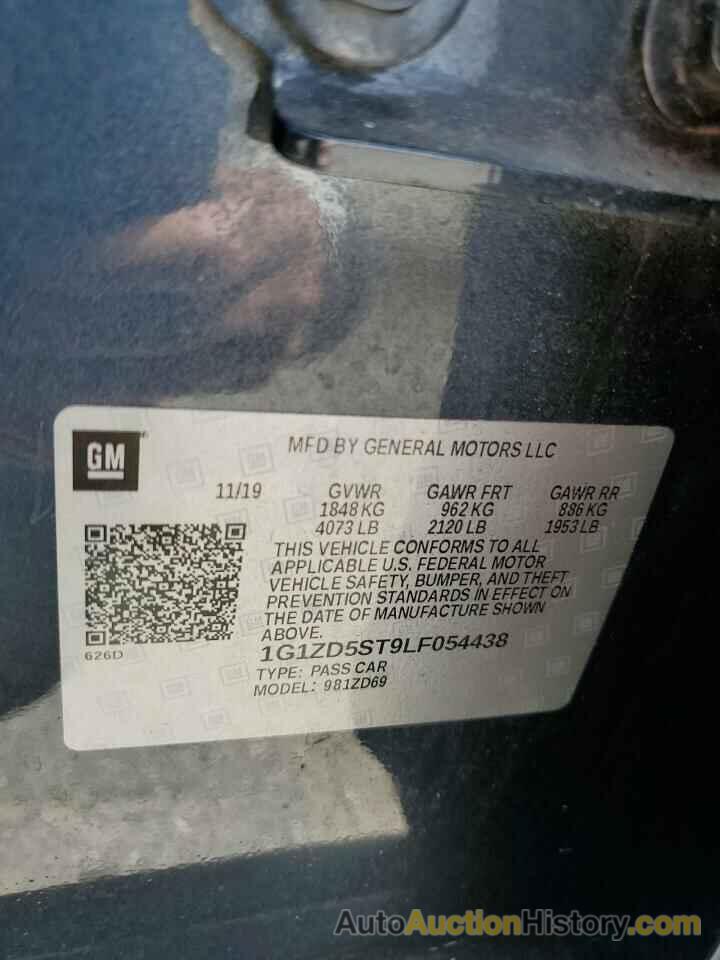 GM
MFD BY GENERAL MOTORS LLC
11/19 GVWR GAWR FRT GAWR RR
1848 KG 962 KG 886 KG
4073 LB 2120 LB 1953 LB
THIS VEHICLE CONFORMS TO ALL
APPLICABLE U.S. FEDERAL MOTOR
VEHICLE SAFETY, BUMPER, AND THEFT
PREVENTION STANDARDS IN EFFECT ON
THE DATE OF MANUFACTURE SHOWN
ABOVE.
626D
1G1ZD5ST9LF054438
TYPE: PASS CAR
MODEL: 981ZD69
AutoAuctionHistory.com